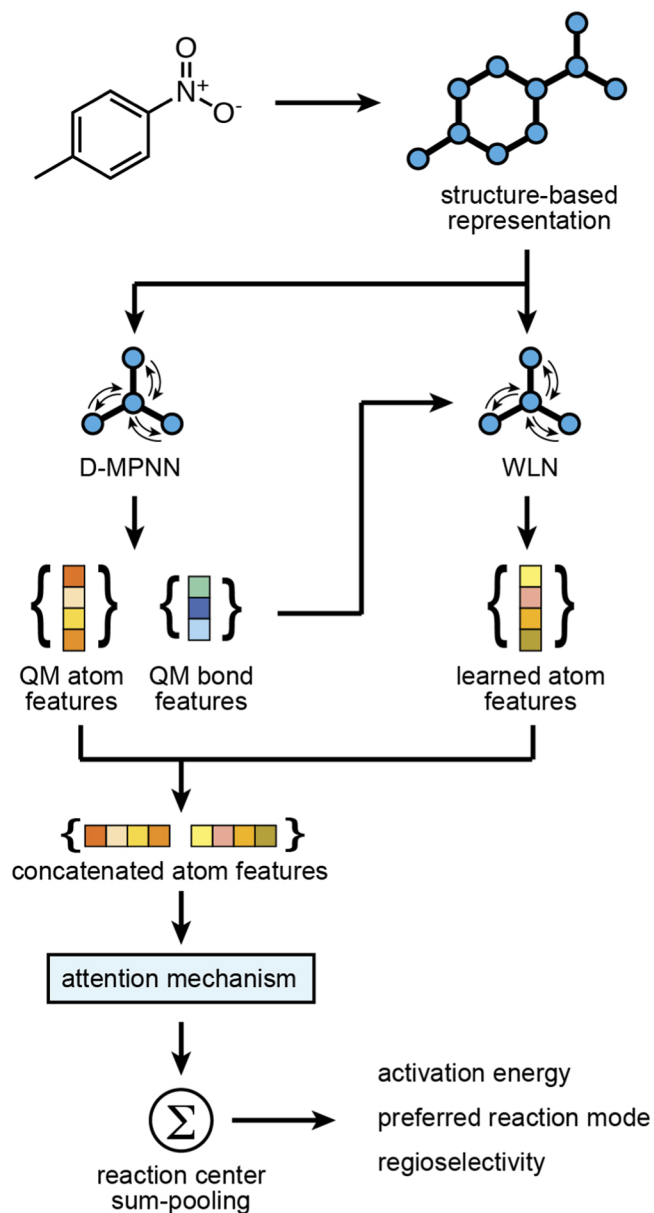 O
N+
O-
structure-based
representation
D-MPNN
WLN
{ } { } { }
QM atom
features
QM bond
features
learned atom
features
{ }
concatenated atom features
attention mechanism
Σ
reaction center
sum-pooling
activation energy
preferred reaction mode
regioselectivity